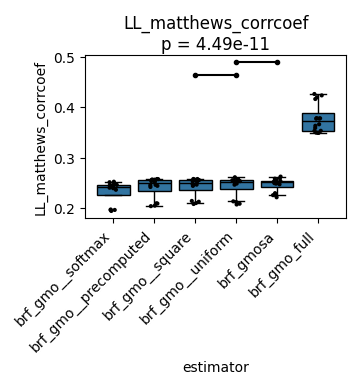 LL_matthews_corrcoef
p = 4.49e-11
LL_matthews_corrcoef
0.5
0.4
0.3
0.2
brf_gmo__softmax
brf_gmo__precomputed
brf_gmo__square
brf_gmo__uniform
brf_gmosa
brf_gmo_full
estimator